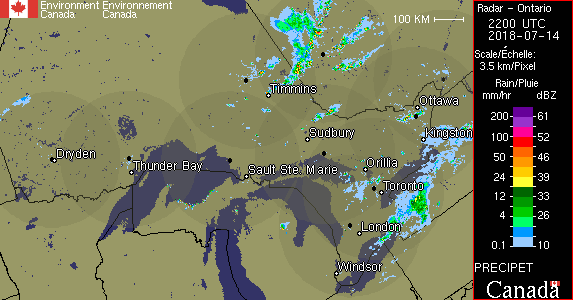 Environment Environnement
Canada Canada
100 KM
Timmins
Ottawa
Kingston
Sudbury
Dryden
Thunder Bay
Sault Ste. Marie
Orillia
Toronto
London
Windsor
Radar - Ontario
2200 UTC
2018-07-14
Scale/Échelle:
3.5 km/Pixel
Rain/Pluie
mm/hr dBZ
200 61
100 52
50 46
24 39
12 33
4 26
0.1 10
PRECIPET
Canada